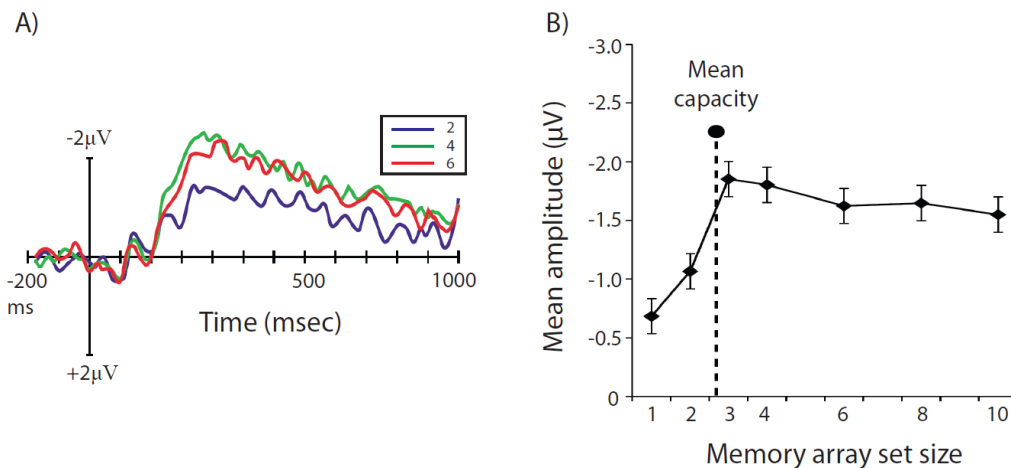 A)
-2µV
2
4
6
-200
ms
500
1000
Time (msec)
+2µV
B)
Mean amplitude (µV)
-3.0
-2.5
-2.0
-1.5
-1.0
-0.5
0
Mean
capacity
1
2
3
4
6
8
10
Memory array set size